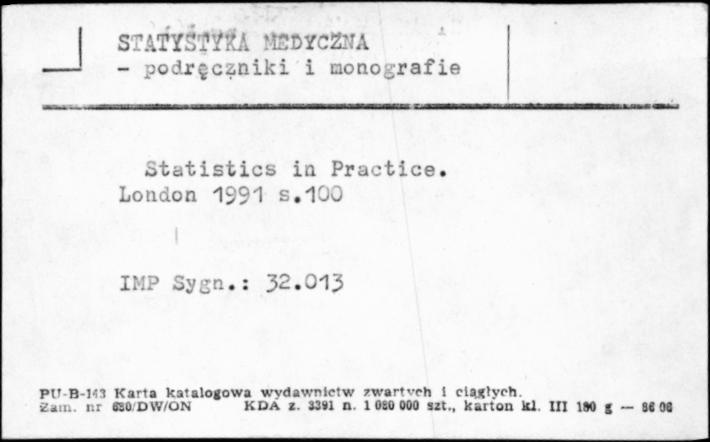 STATYSTYKA MEDYCZNA
- podręczniki i monografie
Statistics in Practice.
London 1991 s.100
IMP Sygn.: 32.013
PU-B-143 Karta katalogowa wydawnictw zwartych i ciągłych.
Zam. nr 680/DW/ON KDA z. 3391 n. 1 080 000 szt., karton kl. III 180 g — 86 06